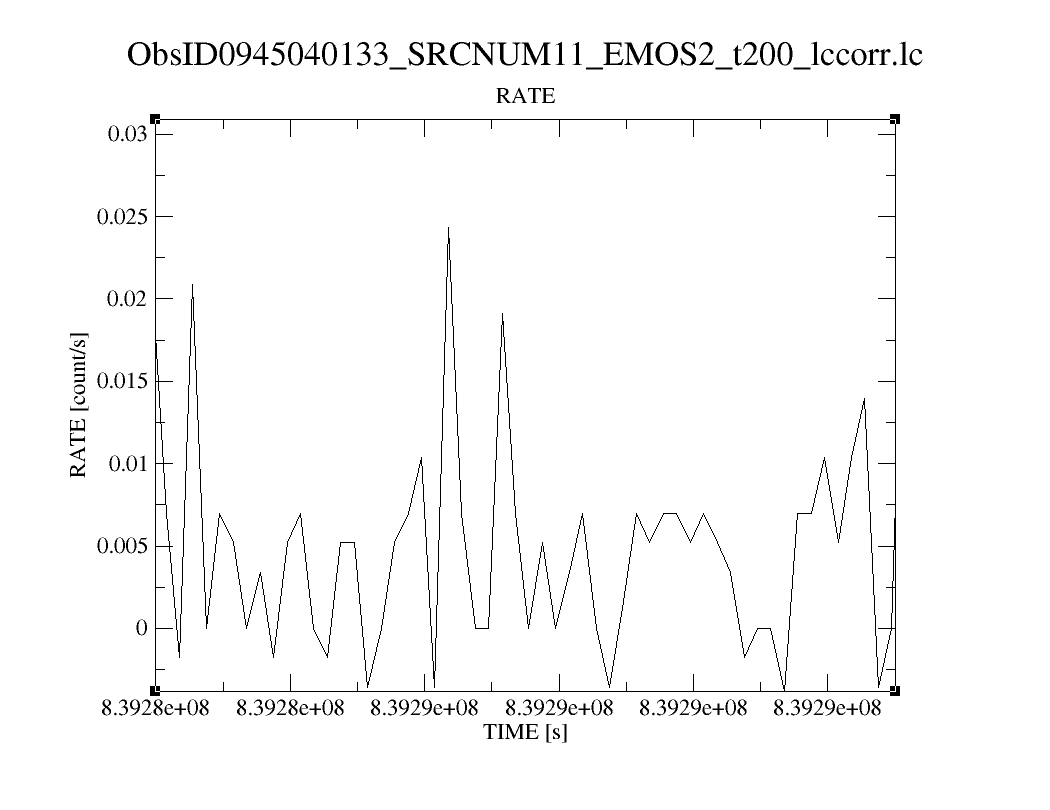 ObsID0945040133_SRCNUM11_EMOS2_t200_lccorr.lc
RATE
0.03
0.025
0.02
0.015
0.01
0.005
0
RATE [count/s]
8.3928e+08 8.3928e+08 8.3929e+08 8.3929e+08 8.3929e+08 8.3929e+08
TIME [s]